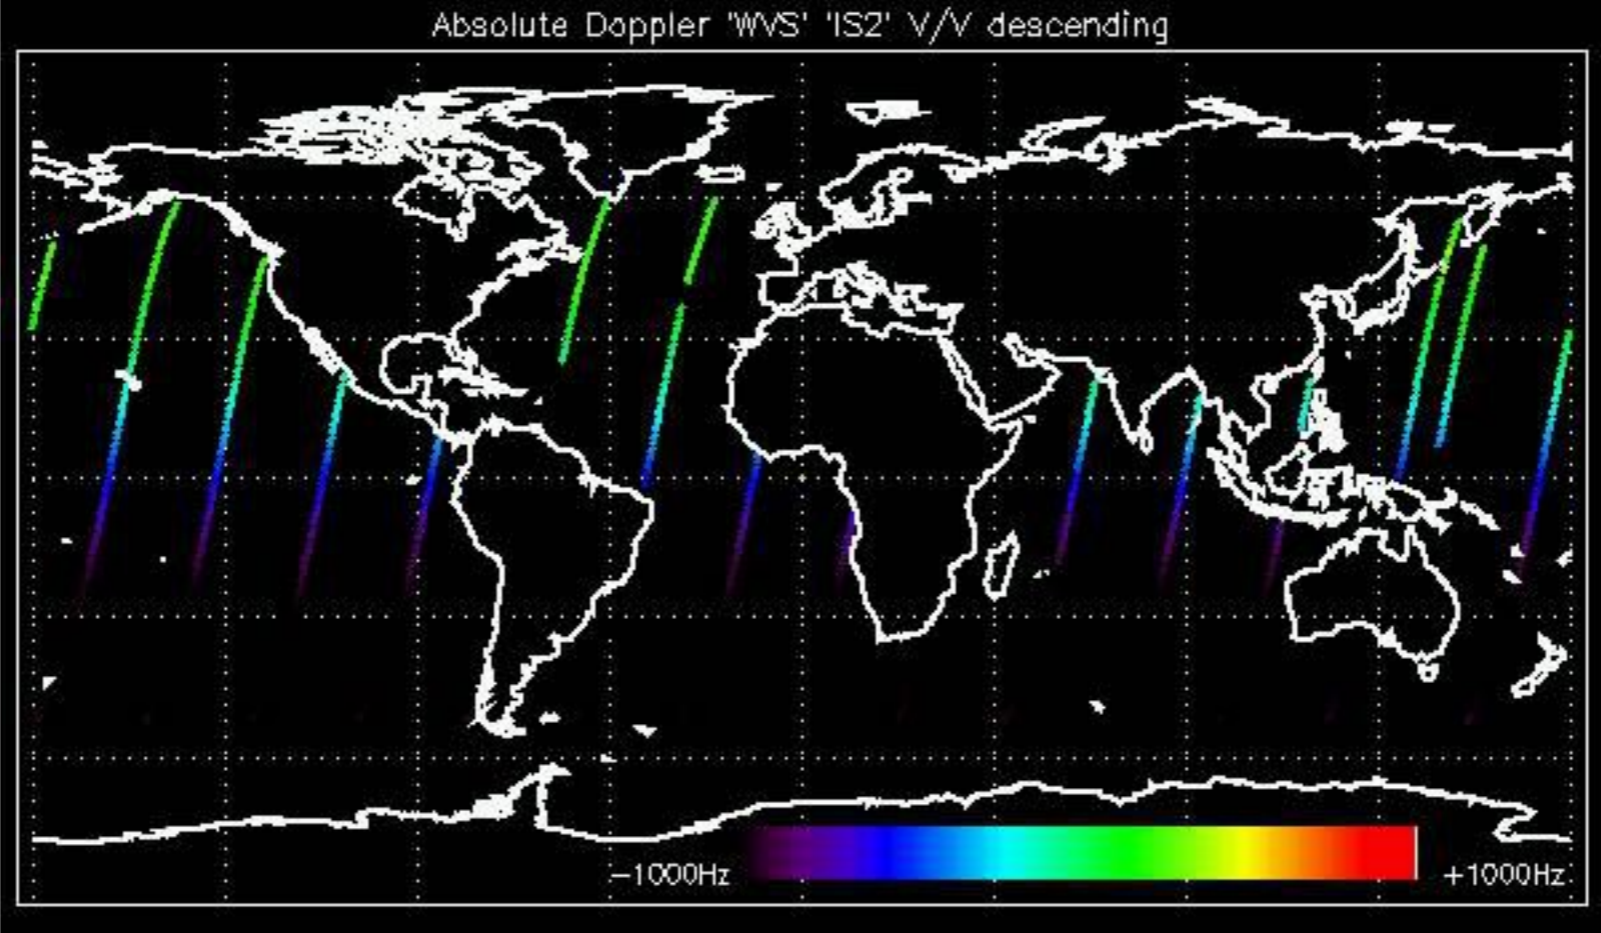 Absolute Doppler 'WVS' 'IS2' V/V descending
−1000Hz +1000Hz